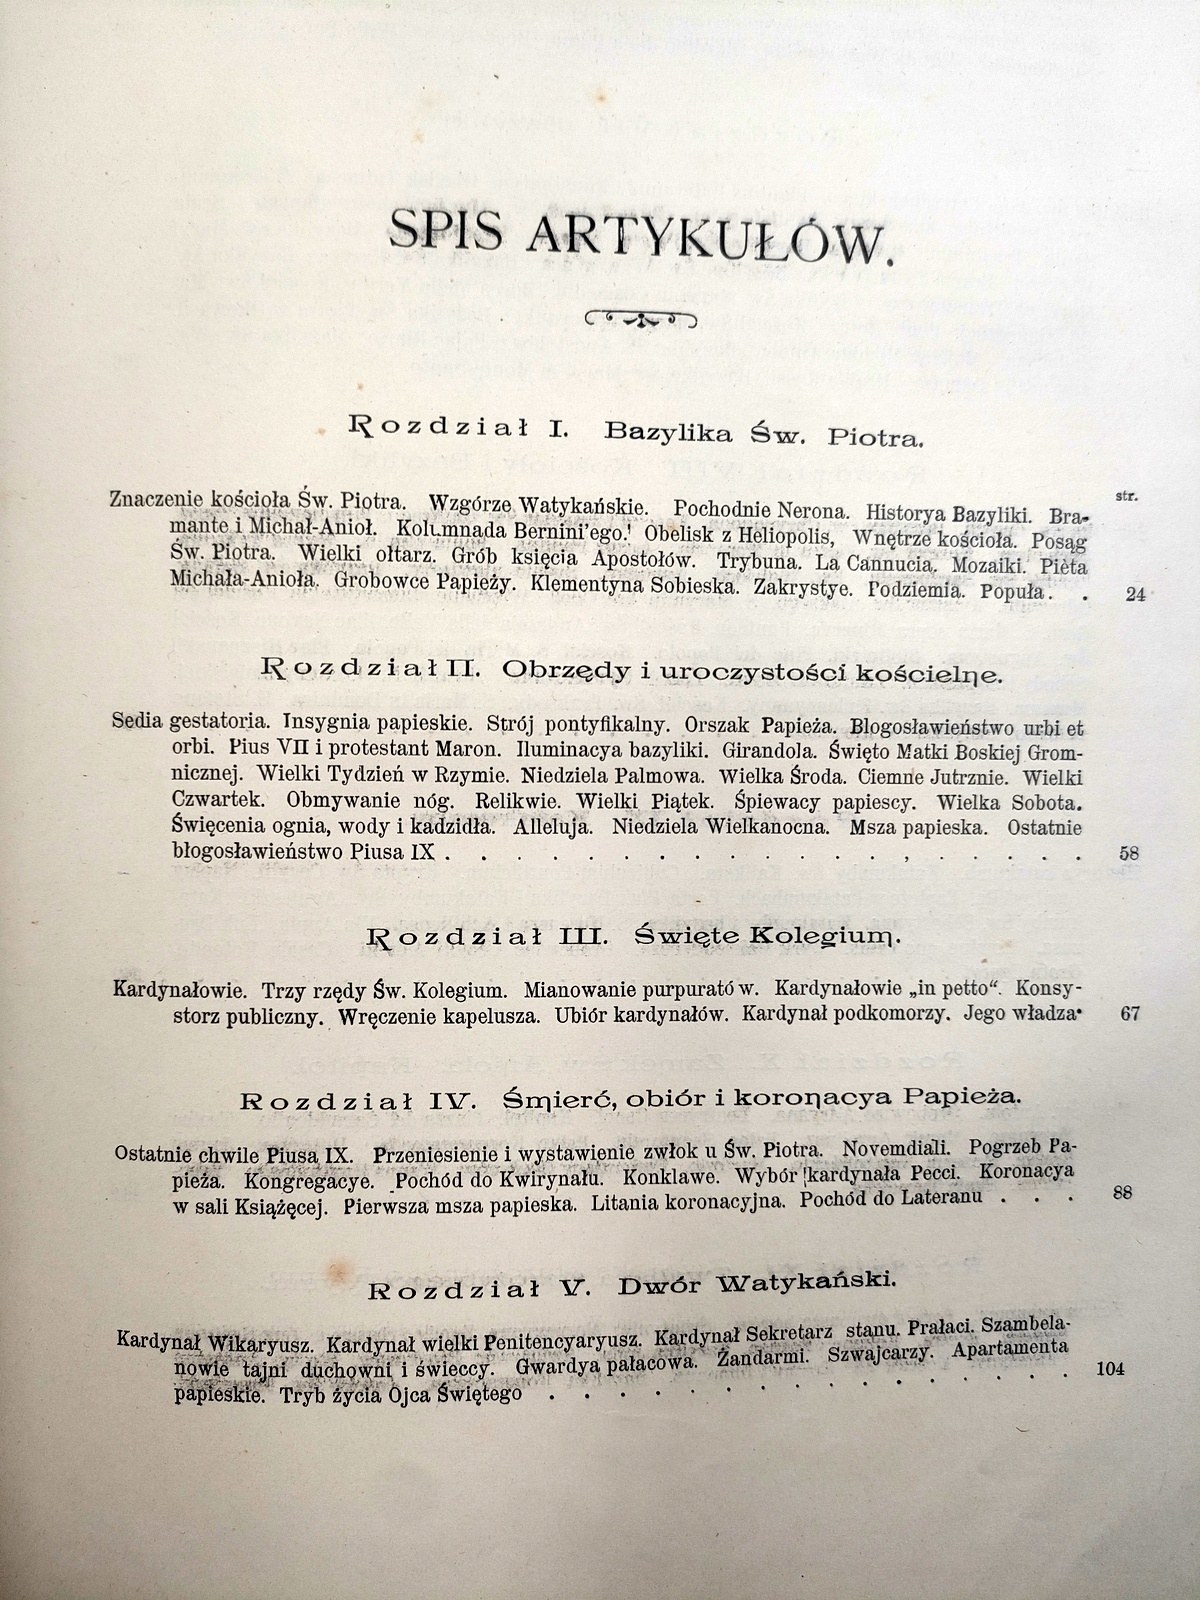 SPIS ARTYKUŁÓW.
Rozdział I. Bazylika Św. Piotra.
str.
Znaczenie kościoła Św. Piotra. Wzgórze Watykańskie. Pochodnie Nerona. Historya Bazyliki. Bra-
mante i Michał-Anioł. Kolumnada Bernini'ego. Obelisk z Heliopolis, Wnętrze kościoła. Posąg
Św. Piotra. Wielki ołtarz. Grób księcia Apostołów. Trybuna. La Cannucia. Mozaiki. Pièta
Michała-Anioła. Grobowce Papieży. Klementyna Sobieska. Zakrystye. Podziemia. Popuła. . 24
Rozdział II. Obrzędy i uroczystości kościelne.
Sedia gestatoria. Insygnia papieskie. Strój pontyfikalny. Orszak Papieża. Błogosławieństwo urbi et
orbi. Pius VII i protestant Maron. Iluminacya bazyliki. Girandola. Święto Matki Boskiej Grom-
nicznej. Wielki Tydzień w Rzymie. Niedziela Palmowa. Wielka Środa. Ciemne Jutrznie. Wielki
Czwartek. Obmywanie nóg. Relikwie. Wielki Piątek. Śpiewacy papiescy. Wielka Sobota.
Święcenia ognia, wody i kadzidła. Alleluja. Niedziela Wielkanocna. Msza papieska. Ostatnie
błogosławieństwo Piusa IX . . . . . . . . . . . . . . . . . . . 58
Rozdział III. Święte Kolegium.
Kardynałowie. Trzy rzędy Św. Kolegium. Mianowanie purpuratów. Kardynałowie „in petto“. Konsy-
storz publiczny. Wręczenie kapelusza. Ubiór kardynałów. Kardynał podkomorzy. Jego władza. 67
Rozdział IV. Śmierć, obiór i koronacya Papieża.
Ostatnie chwile Piusa IX. Przeniesienie i wystawienie zwłok u Św. Piotra. Novemdiali. Pogrzeb Pa-
pieża. Kongregacye. Pochód do Kwirynału. Konklawe. Wybór kardynała Pecci. Koronacya
w sali Książęcej. Pierwsza msza papieska. Litania koronacyjna. Pochód do Lateranu . . . 88
Rozdział V. Dwór Watykański.
Kardynał Wikaryusz. Kardynał wielki Penitencyaryusz. Kardynał Sekretarz stanu. Prałaci. Szambela-
nowie tajni duchowni i świeccy. Gwardya pałacowa. Żandarmi. Szwajcarzy. Apartamenta
papieskie. Tryb życia Ojca Świętego . . . . . . . . . . . . . . . 104